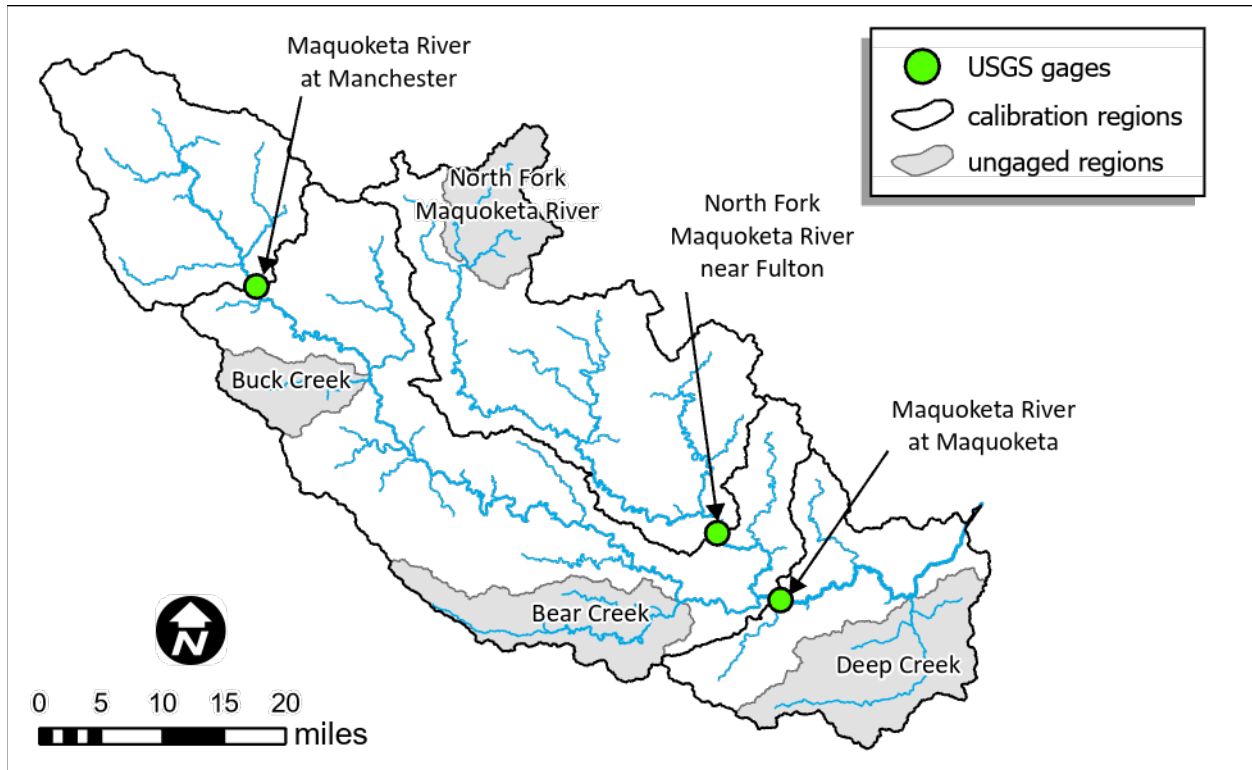 Maquoketa River
at Manchester
USGS gages
calibration regions
ungaged regions
North Fork
Maquoketa River
North Fork
Maquoketa River
near Fulton
Buck Creek
Maquoketa River
at Maquoketa
Bear Creek
Deep Creek
N
0 5 10 15 20
miles